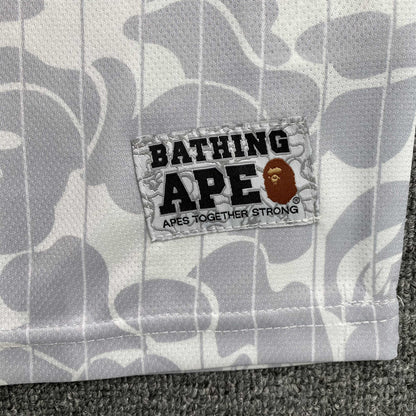 BATHING
APE®
APES TOGETHER STRONG